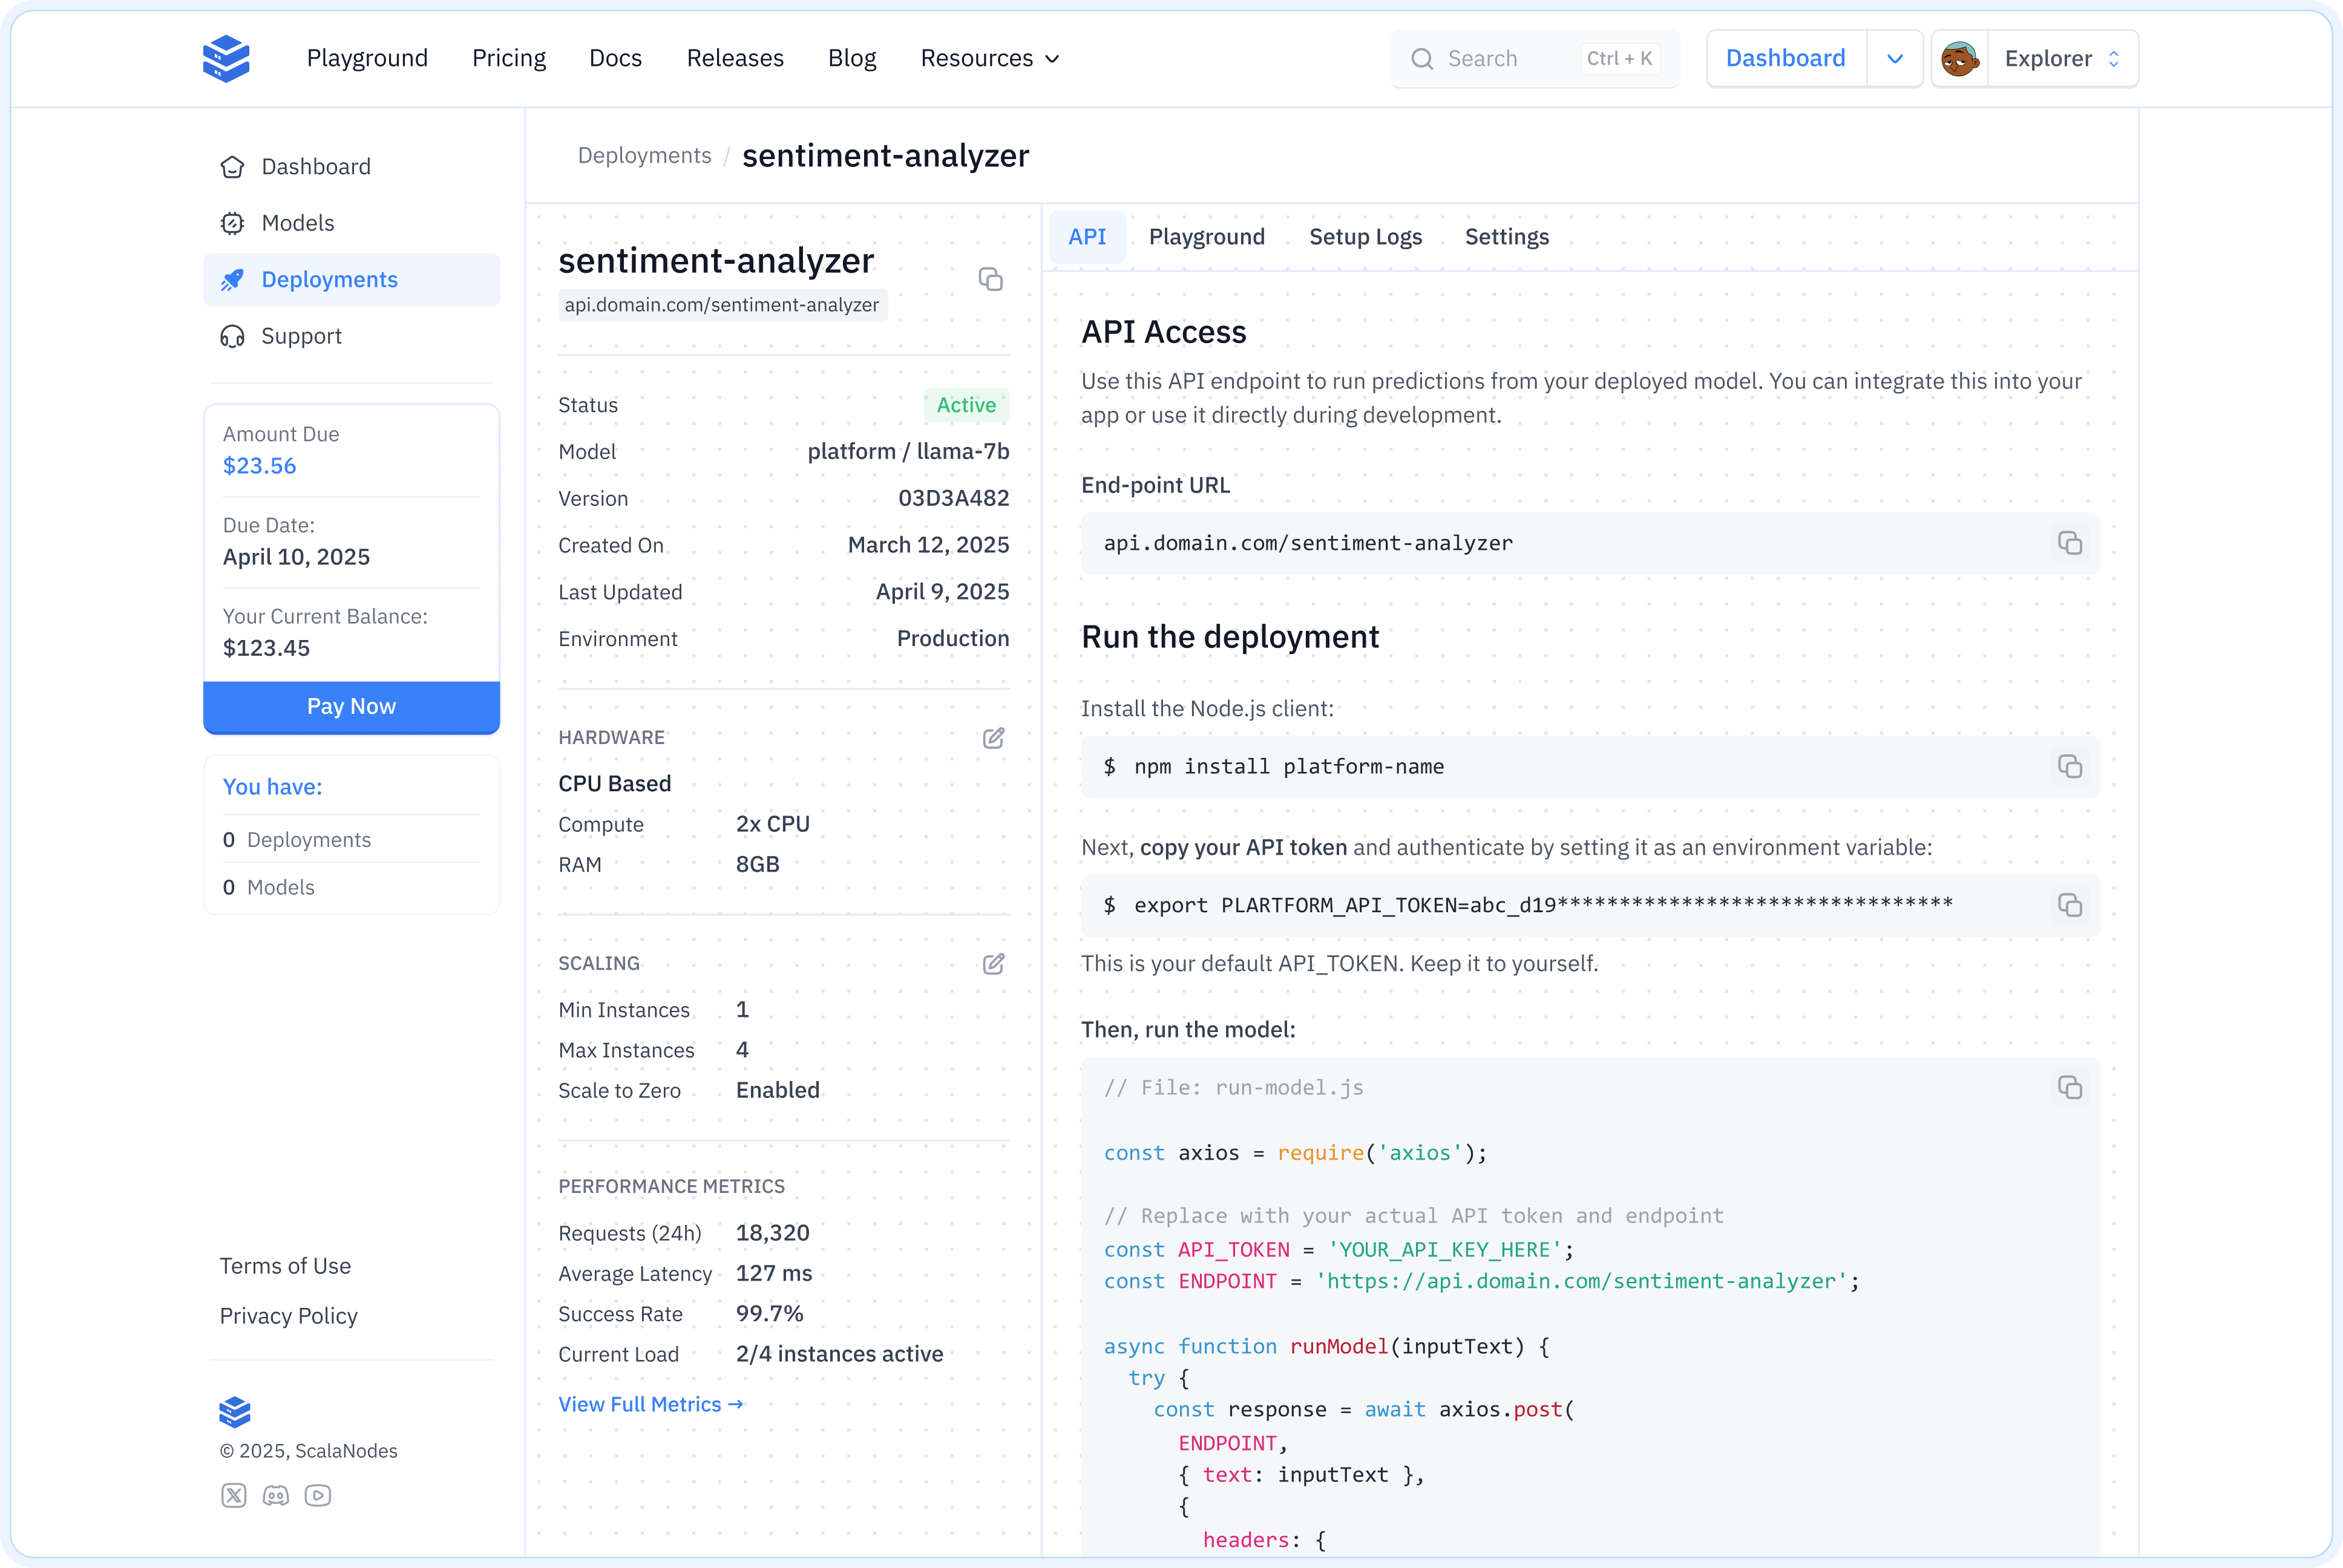 Playground Pricing Docs Releases Blog Resources
Search Ctrl + K
Dashboard
Explorer
Dashboard
Models
Deployments
Support
Amount Due
$23.56
Due Date:
April 10, 2025
Your Current Balance:
$123.45
Pay Now
You have:
0 Deployments
0 Models
Terms of Use
Privacy Policy
© 2025, ScalaNodes
Deployments / sentiment-analyzer
sentiment-analyzer
api.domain.com/sentiment-analyzer
Status Active
Model platform / llama-7b
Version 03D3A482
Created On March 12, 2025
Last Updated April 9, 2025
Environment Production
HARDWARE
CPU Based
Compute 2x CPU
RAM 8GB
SCALING
Min Instances 1
Max Instances 4
Scale to Zero Enabled
PERFORMANCE METRICS
Requests (24h) 18,320
Average Latency 127 ms
Success Rate 99.7%
Current Load 2/4 instances active
View Full Metrics →
API Playground Setup Logs Settings
API Access
Use this API endpoint to run predictions from your deployed model. You can integrate this into your
app or use it directly during development.
End-point URL
api.domain.com/sentiment-analyzer
Run the deployment
Install the Node.js client:
$ npm install platform-name
Next, copy your API token and authenticate by setting it as an environment variable:
$ export PLARTFORM_API_TOKEN=abc_d19********************************
This is your default API_TOKEN. Keep it to yourself.
Then, run the model:
// File: run-model.js
const axios = require('axios');
// Replace with your actual API token and endpoint
const API_TOKEN = 'YOUR_API_KEY_HERE';
const ENDPOINT = 'https://api.domain.com/sentiment-analyzer';
async function runModel(inputText) {
try {
const response = await axios.post(
ENDPOINT,
{ text: inputText },
{
headers: {